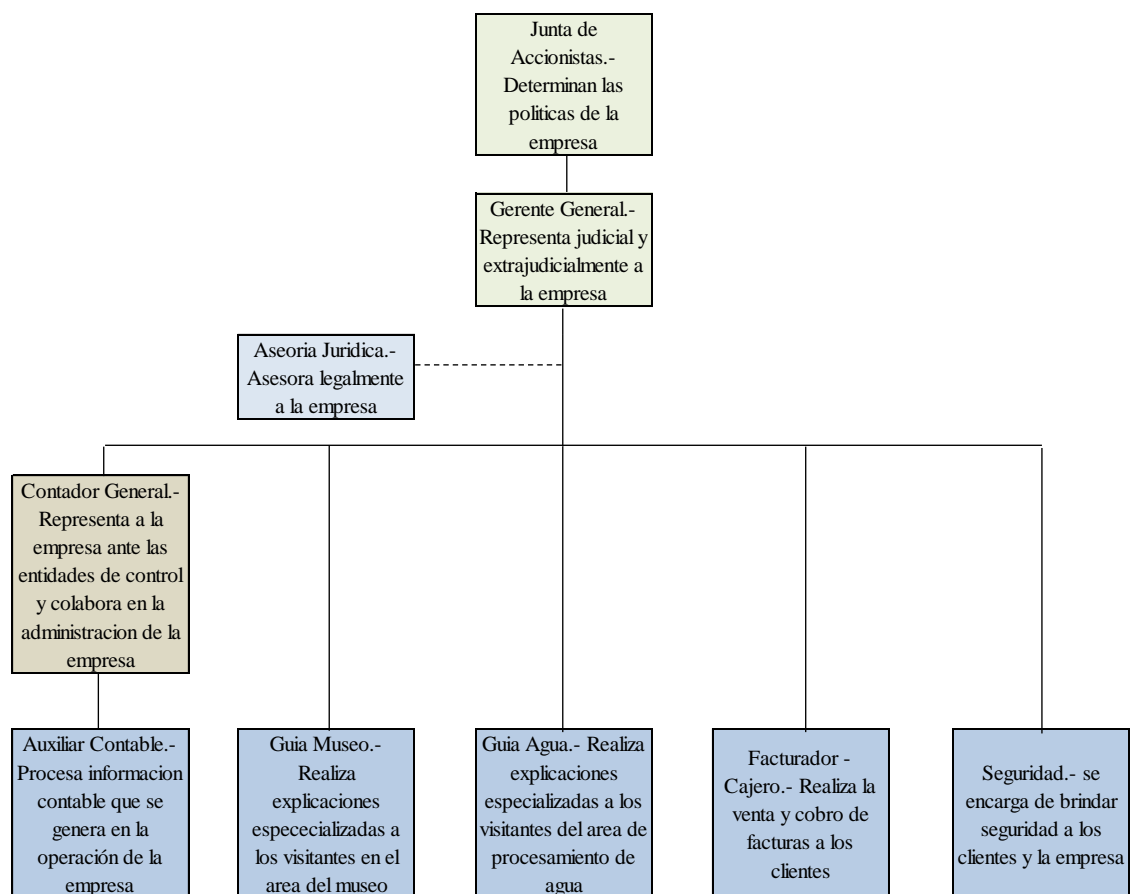 Junta de
Accionistas.-
Determinan las
politicas de la
empresa
Gerente General.-
Representa judicial y
extrajudicialmente a
la empresa
Aseoria Juridica.-
Asesora legalmente
a la empresa
Contador General.-
Representa a la
empresa ante las
entidades de control
y colabora en la
administracion de la
empresa
Auxiliar Contable.-
Procesa informacion
contable que se
genera en la
operación de la
empresa
Guia Museo.-
Realiza
explicaciones
espececializadas a
los visitantes en el
area del museo
Guia Agua.- Realiza
explicaciones
especializadas a los
visitantes del area de
procesamiento de
agua
Facturador -
Cajero.- Realiza la
venta y cobro de
facturas a los
clientes
Seguridad.- se
encarga de brindar
seguridad a los
clientes y la empresa